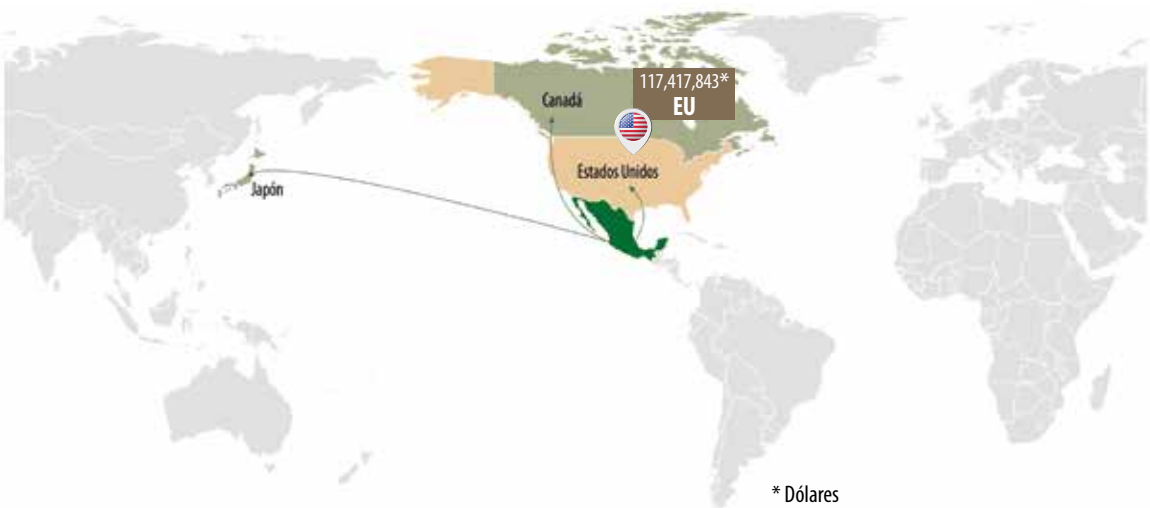 117,417,843*
EU
Canadá
Estados Unidos
Japón
* Dólares